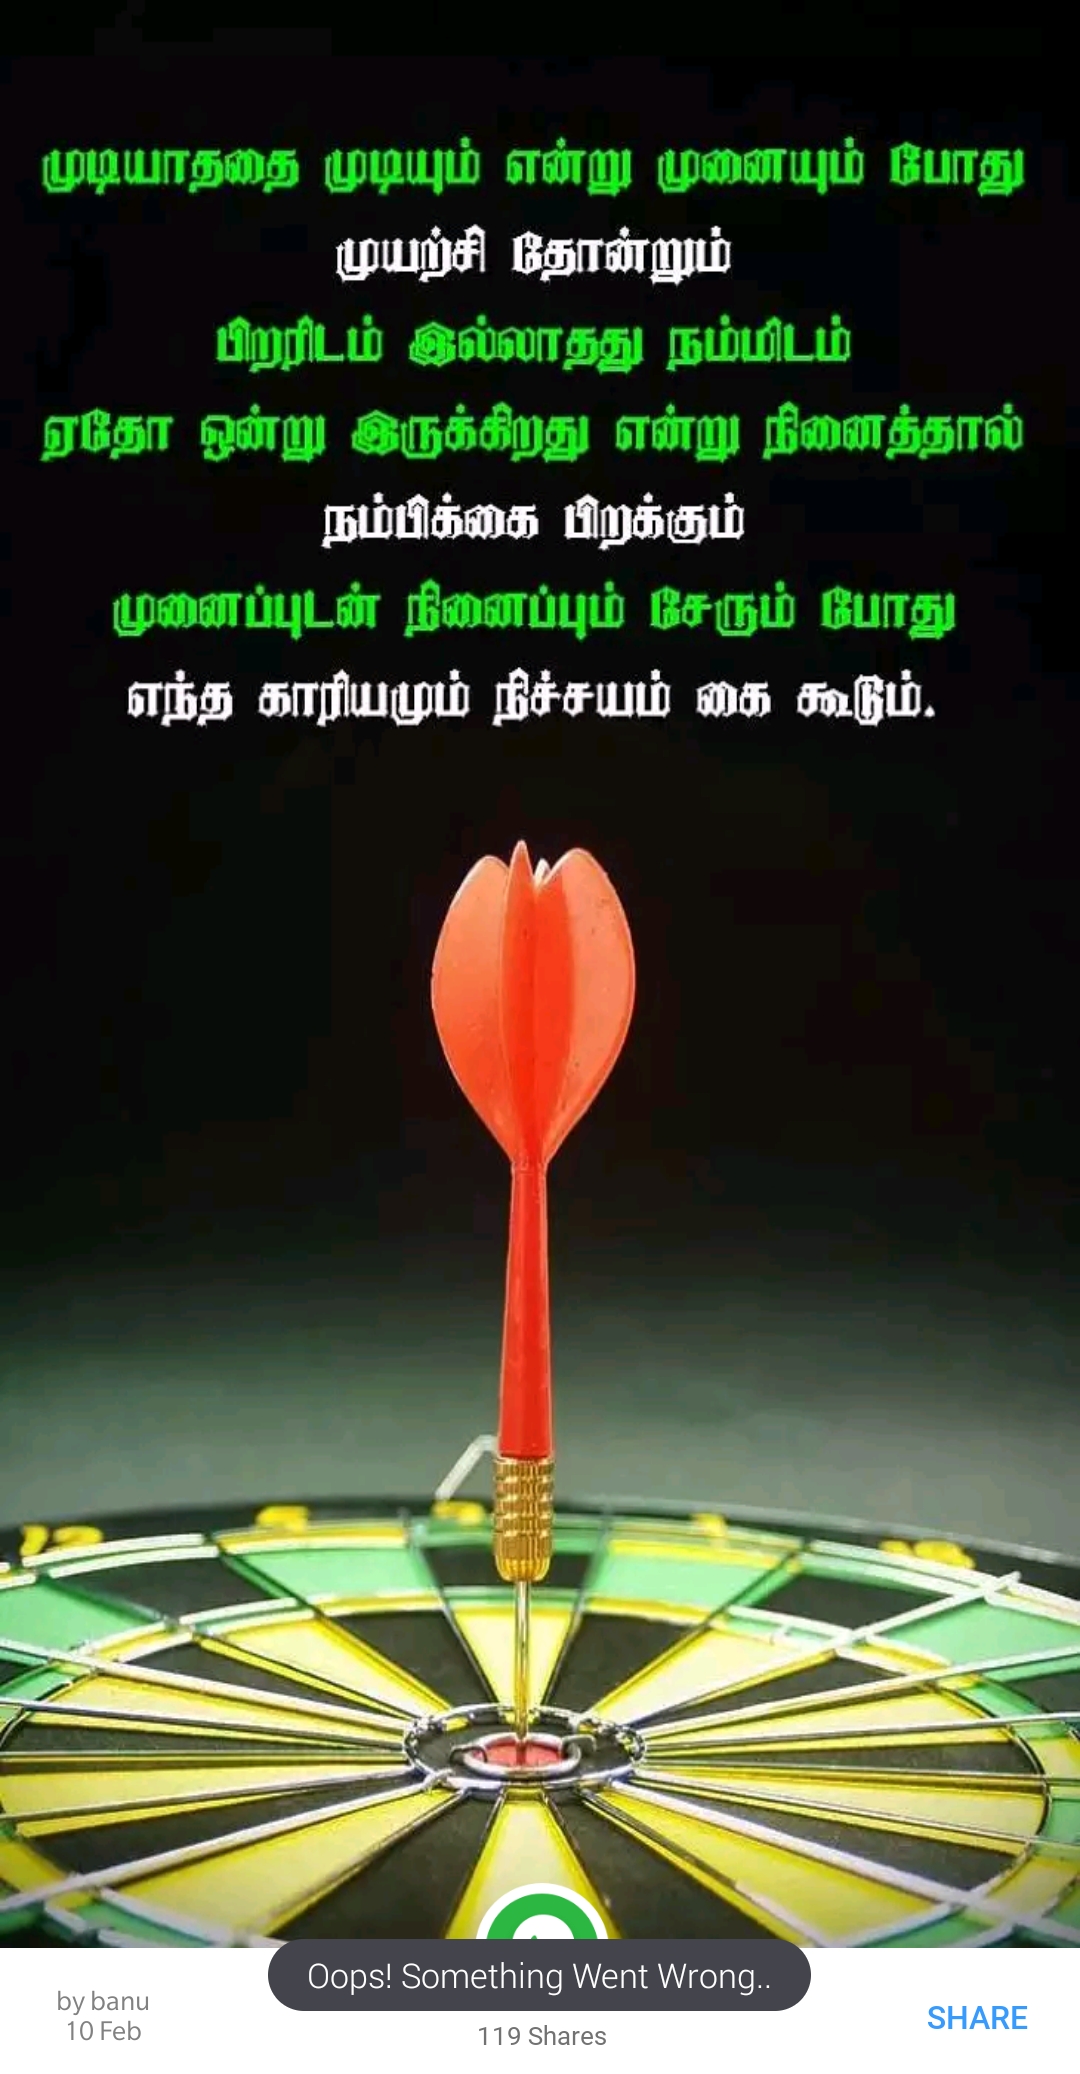 முடியாததை முடியும் என்று முனையும் போது
முயற்சி தோன்றும்
பிறரிடம் இல்லாதது நம்மிடம்
ஏதோ ஒன்று இருக்கிறது என்று நினைத்தால்
நம்பிக்கை பிறக்கும்
முனைப்புடன் நினைப்பும் சேரும் போது
எந்த காரியமும் நிச்சயம் கை கூடும்.
12
Oops! Something Went Wrong..
by banu
10 Feb
119 Shares
SHARE